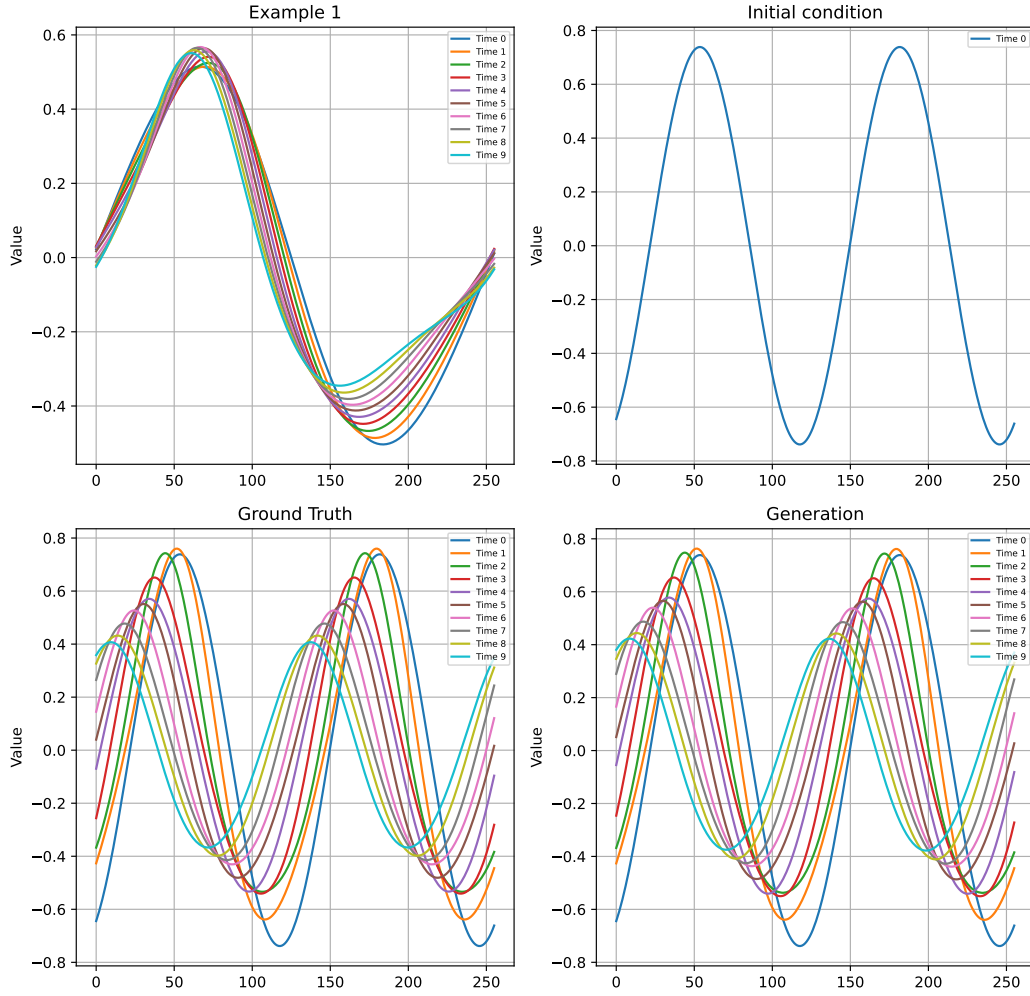 Example 1
Value
0.6
0.4
0.2
0.0
−0.2
−0.4
0
50
100
150
200
250
Time 0
Time 1
Time 2
Time 3
Time 4
Time 5
Time 6
Time 7
Time 8
Time 9
Initial condition
Value
0.8
0.6
0.4
0.2
0.0
−0.2
−0.4
−0.6
−0.8
0
50
100
150
200
250
Time 0
Ground Truth
Value
0.8
0.6
0.4
0.2
0.0
−0.2
−0.4
−0.6
−0.8
0
50
100
150
200
250
Time 0
Time 1
Time 2
Time 3
Time 4
Time 5
Time 6
Time 7
Time 8
Time 9
Generation
Value
0.8
0.6
0.4
0.2
0.0
−0.2
−0.4
−0.6
−0.8
0
50
100
150
200
250
Time 0
Time 1
Time 2
Time 3
Time 4
Time 5
Time 6
Time 7
Time 8
Time 9